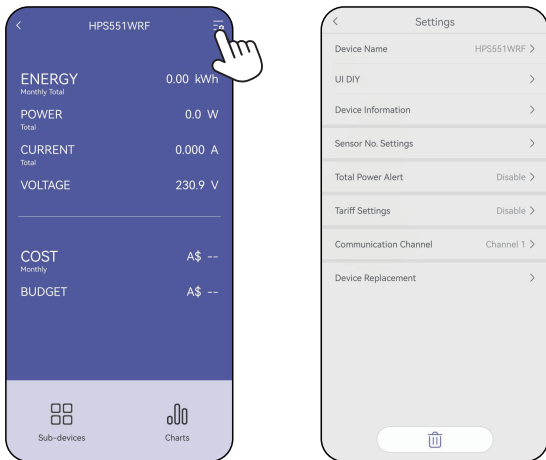 HPS551WRF
ENERGY 0.00 kWh
Monthly Total
POWER 0.0 W
Total
CURRENT 0.000 A
Total
VOLTAGE 230.9 V
COST A$ --
Monthly
BUDGET A$ --
Sub-devices Charts
Settings
Device Name HPS551WRF >
UI DIY >
Device Information >
Sensor No. Settings >
Total Power Alert Disable >
Tariff Settings Disable >
Communication Channel Channel 1 >
Device Replacement >